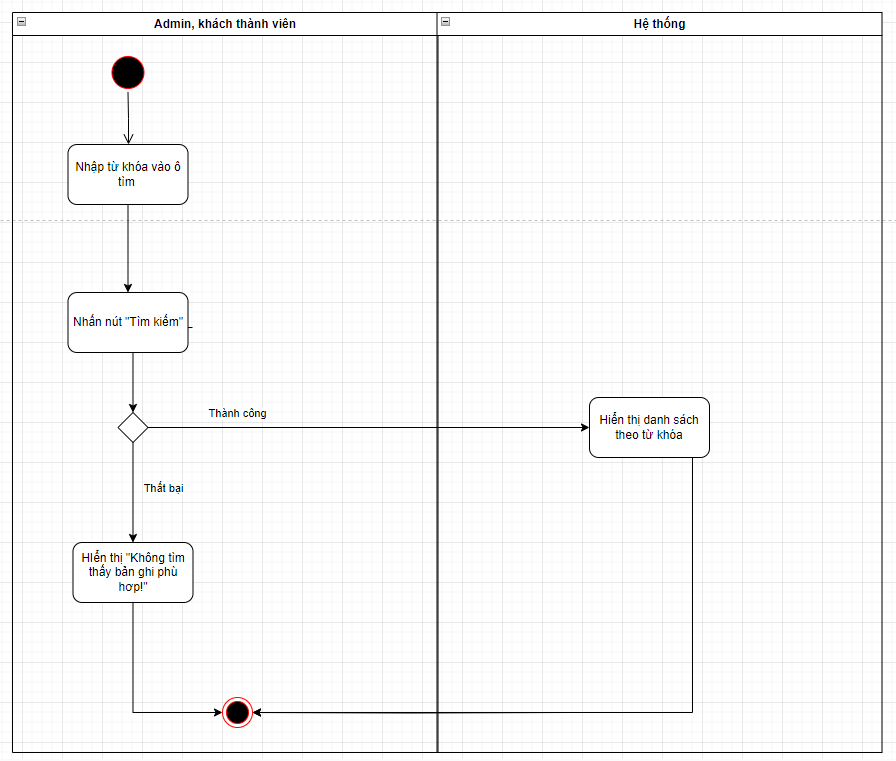 Admin, khách thành viên
Hệ thống
Nhập từ khóa vào ô
tìm
Nhấn nút "Tìm kiếm"
Thành công
Hiển thị danh sách
theo từ khóa
Thất bại
HIển thị "Không tìm
thấy bản ghi phù
hơp!"